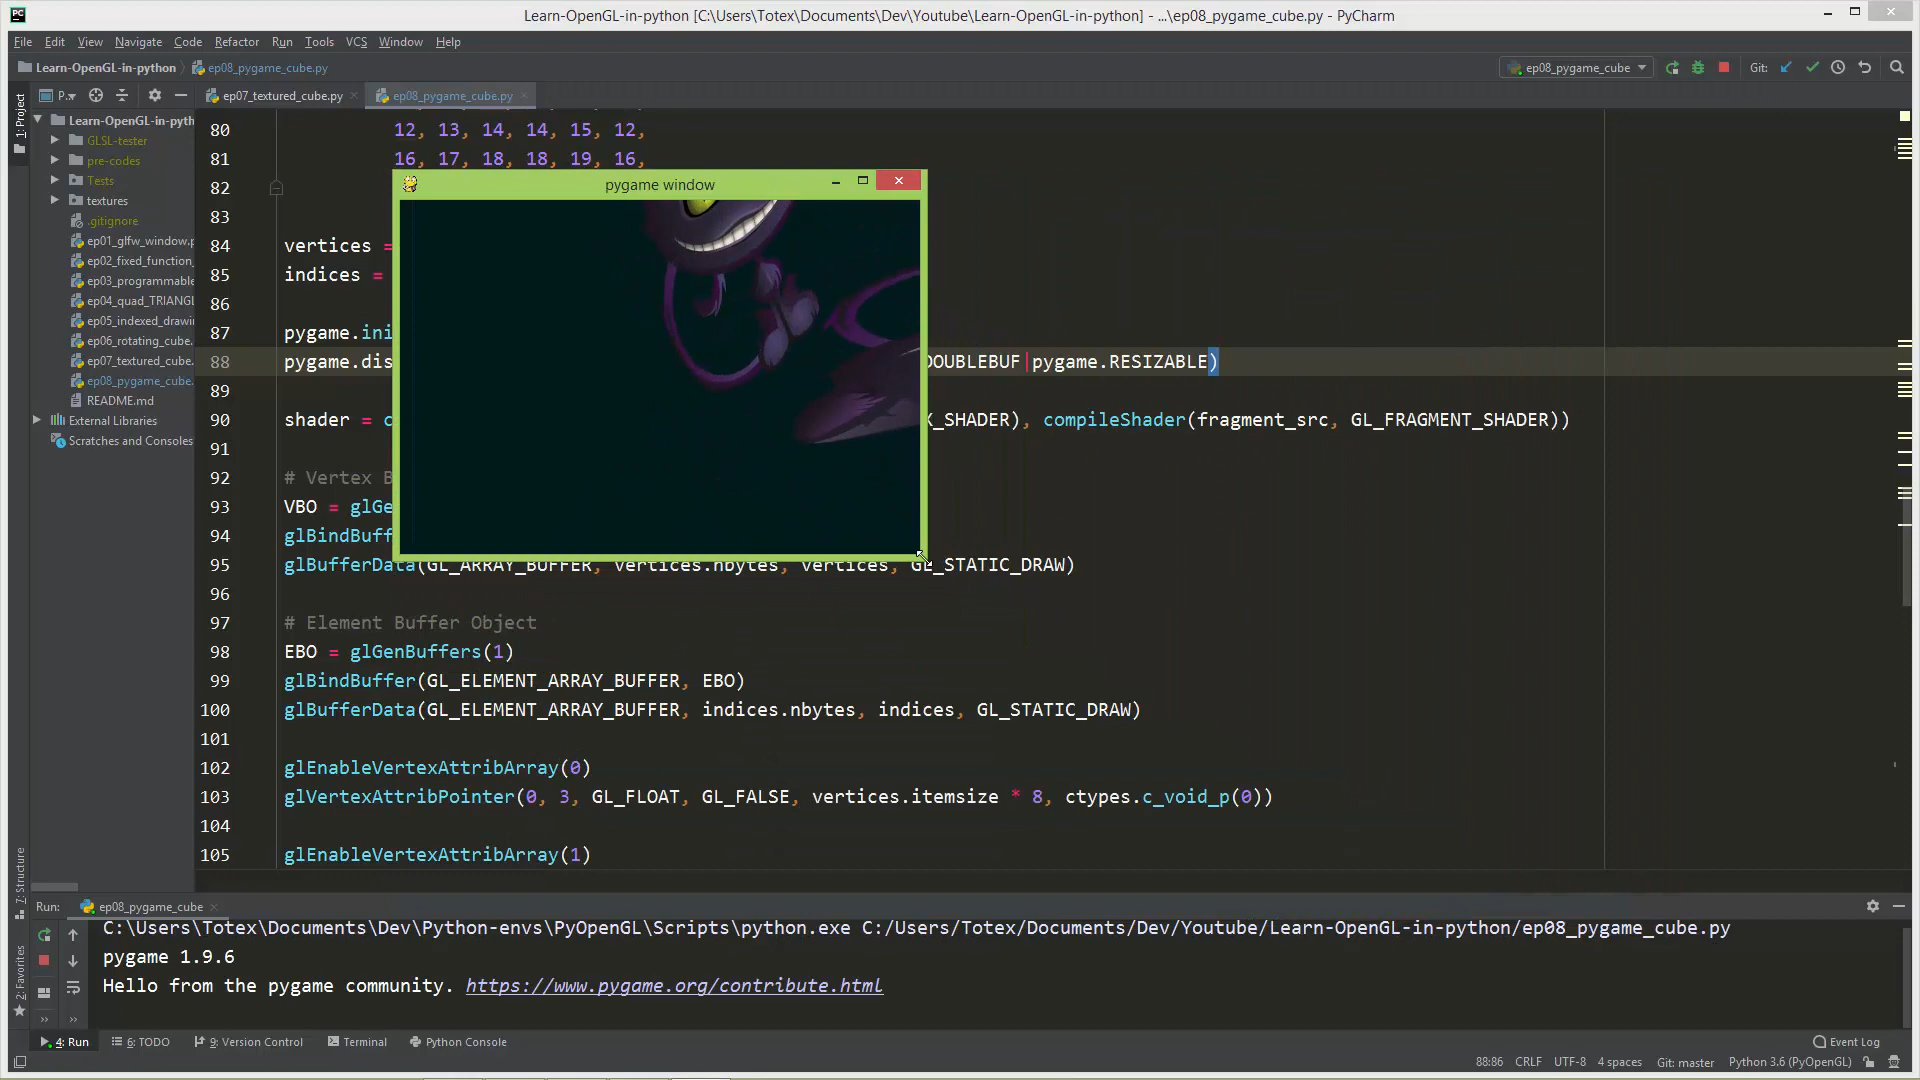 Learn-OpenGL-in-python [C:\Users\Totex\Documents\Dev\Youtube\Learn-OpenGL-in-python] - ...\ep08_pygame_cube.py - PyCharm
File Edit View Navigate Code Refactor Run Tools VCS Window Help
Learn-OpenGL-in-python ep08_pygame_cube.py
ep08_pygame_cube Git:
P.. ep07_textured_cube.py ep08_pygame_cube.py
1: Project
Learn-OpenGL-in-pyth
GLSL-tester
pre-codes
Tests
textures
.gitignore
ep01_glfw_window.p
ep02_fixed_function_
ep03_programmable
ep04_quad_TRIANGL
ep05_indexed_drawi
ep06_rotating_cube.
ep07_textured_cube.
ep08_pygame_cube.
README.md
External Libraries
Scratches and Consoles
80 12, 13, 14, 14, 15, 12,
81 16, 17, 18, 18, 19, 16,
82
83
84 vertices =
85 indices =
86
87 pygame.ini
88 pygame.dis DOUBLEBUF|pygame.RESIZABLE)
89
90 shader = c X_SHADER), compileShader(fragment_src, GL_FRAGMENT_SHADER))
91
92 # Vertex B
93 VBO = glGe
94 glBindBuff
95 glBufferData(GL_ARRAY_BUFFER, vertices.nbytes, vertices, GL_STATIC_DRAW)
96
97 # Element Buffer Object
98 EBO = glGenBuffers(1)
99 glBindBuffer(GL_ELEMENT_ARRAY_BUFFER, EBO)
100 glBufferData(GL_ELEMENT_ARRAY_BUFFER, indices.nbytes, indices, GL_STATIC_DRAW)
101
102 glEnableVertexAttribArray(0)
103 glVertexAttribPointer(0, 3, GL_FLOAT, GL_FALSE, vertices.itemsize * 8, ctypes.c_void_p(0))
104
105 glEnableVertexAttribArray(1)
pygame window
7: Structure
2: Favorites
Run: ep08_pygame_cube
C:\Users\Totex\Documents\Dev\Python-envs\PyOpenGL\Scripts\python.exe C:/Users/Totex/Documents/Dev/Youtube/Learn-OpenGL-in-python/ep08_pygame_cube.py
pygame 1.9.6
Hello from the pygame community. https://www.pygame.org/contribute.html
4: Run 6: TODO 9: Version Control Terminal Python Console Event Log
88:86 CRLF UTF-8 4 spaces Git: master Python 3.6 (PyOpenGL)